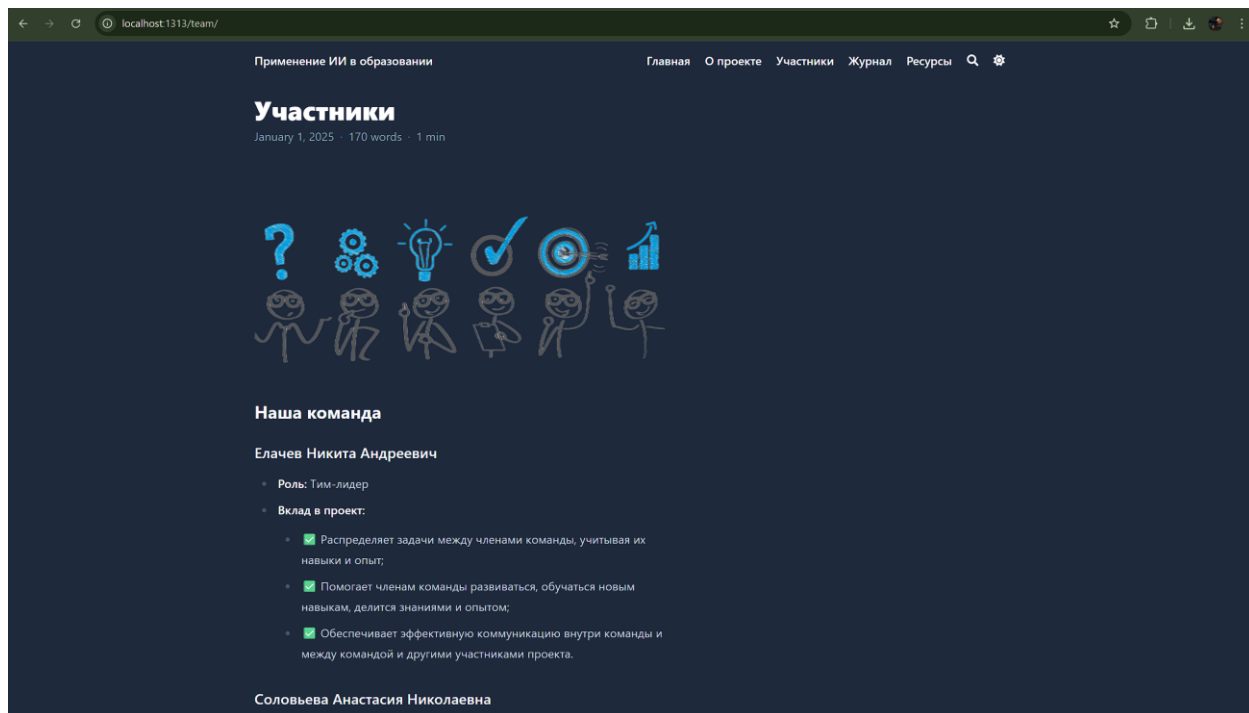 localhost:1313/team/
Применение ИИ в образовании
Главная О проекте Участники Журнал Ресурсы
Участники
January 1, 2025 · 170 words · 1 min
?
Наша команда
Елачев Никита Андреевич
Роль: Тим-лидер
Вклад в проект:
✅ Распределяет задачи между членами команды, учитывая их
навыки и опыт;
✅ Помогает членам команды развиваться, обучаться новым
навыкам, делится знаниями и опытом;
✅ Обеспечивает эффективную коммуникацию внутри команды и
между командой и другими участниками проекта.
Соловьева Анастасия Николаевна